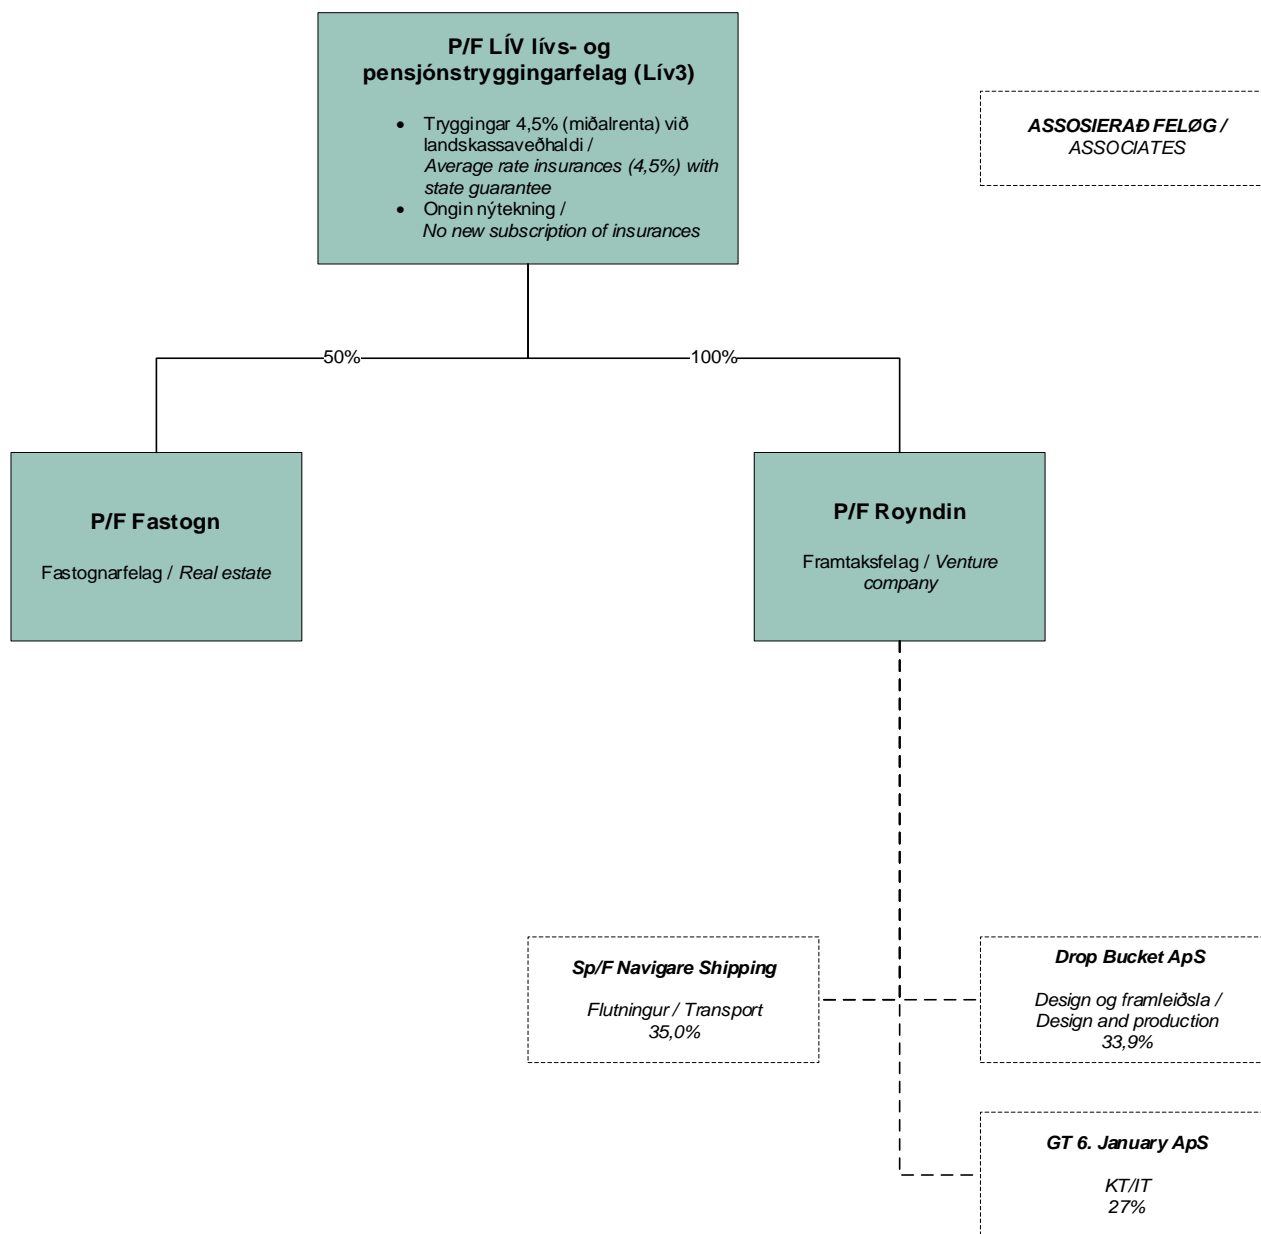 P/F LÍV lívs- og
pensjónstryggingarfelag (Lív3)
• Tryggingar 4,5% (miðalrenta) við
landskassaveðhaldi /
Average rate insurances (4,5%) with
state guarantee
• Ongin nýtekning /
No new subscription of insurances
ASSOSIERAÐ FELØG /
ASSOCIATES
50%
100%
P/F Fastogn
Fastognarfelag / Real estate
P/F Royndin
Framtaksfelag / Venture
company
Sp/F Navigare Shipping
Flutningur / Transport
35,0%
Drop Bucket ApS
Design og framleiðsla /
Design and production
33,9%
GT 6. January ApS
KT/IT
27%